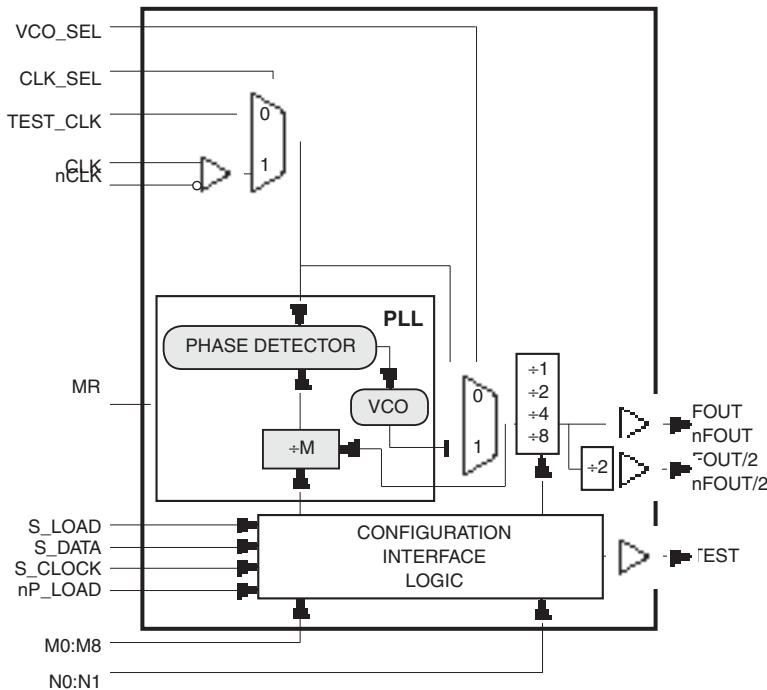 VCO_SEL
CLK_SEL
TEST_CLK
0
CLK
nCLK
1
PLL
PHASE DETECTOR
÷1
÷2
÷4
÷8
MR
VCO
0
1
FOUT
nFOUT
÷M
÷2
FOUT/2
nFOUT/2
S_LOAD
S_DATA
S_CLOCK
nP_LOAD
CONFIGURATION
INTERFACE
LOGIC
TEST
M0:M8
N0:N1